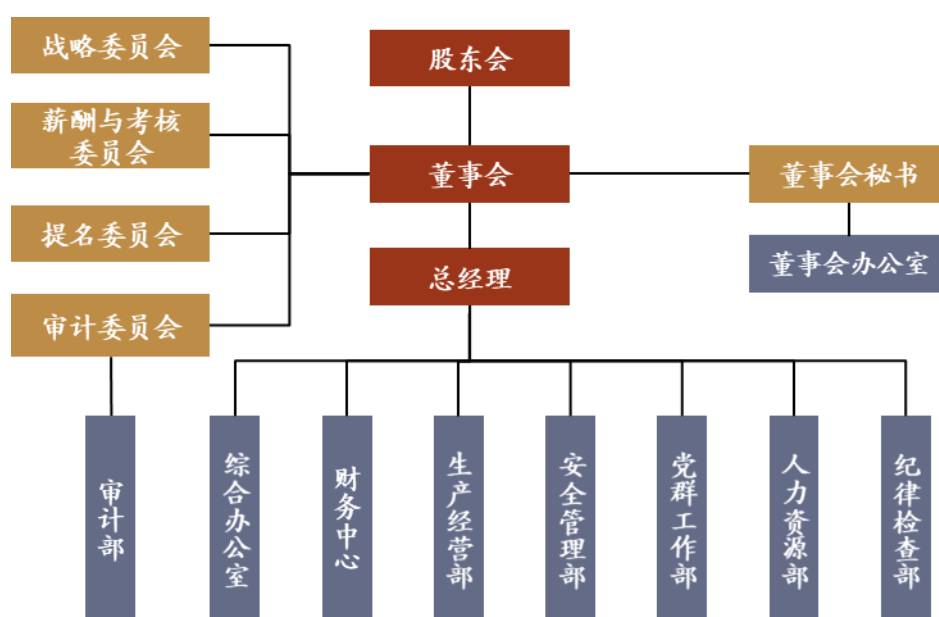 战略委员会
股东会
薪酬与考核
委员会
董事会
董事会秘书
提名委员会
总经理
董事会办公室
审计委员会
审计部
综合办公室
财务中心
生产经营部
安全管理部
党群工作部
人力资源部
纪律检查部